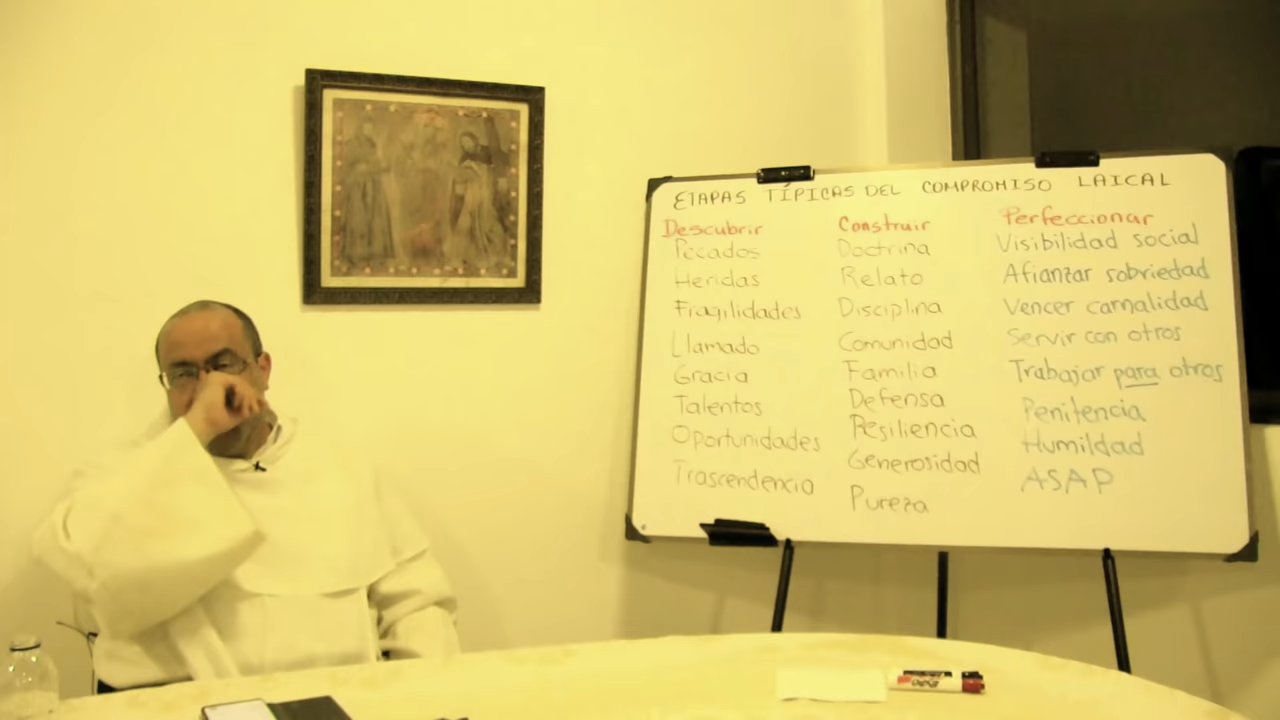 ETAPAS TÍPICAS DEL COMPROMISO LAICAL
Descubrir
Pecados
Heridas
Fragilidades
Llamado
Gracia
Talentos
Oportunidades
Trascendencia
Construir
Doctrina
Relato
Disciplina
Comunidad
Familia
Defensa
Resiliencia
Generosidad
Pureza
Perfeccionar
Visibilidad social
Afianzar sobriedad
Vencer carnalidad
Servir con otros
Trabajar para otros
Penitencia
Humildad
ASAP